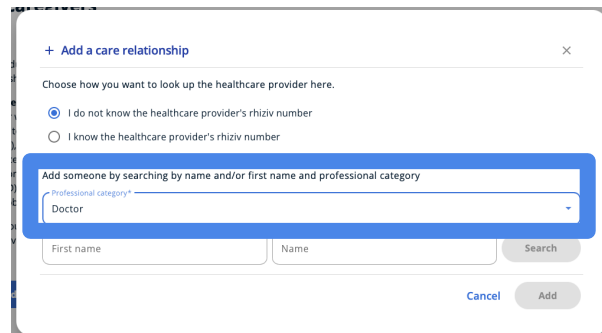 + Add a care relationship
Choose how you want to look up the healthcare provider here.
I do not know the healthcare provider's rhiziv number
I know the healthcare provider's rhiziv number
Add someone by searching by name and/or first name and professional category
Professional category*
Doctor
First name
Name
Search
Cancel
Add